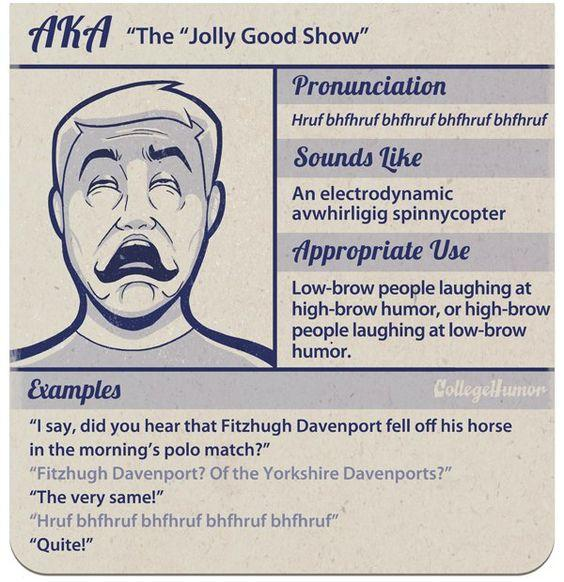 AKA "The "Jolly Good Show"
Pronunciation
Hruf bhfhruf bhfhruf bhfhruf bhfhruf
Sounds Like
An electrodynamic
avwhirligig spinnycopter
Appropriate Use
Low-brow people laughing at
high-brow humor, or high-brow
people laughing at low-brow
humor.
Examples
CollegeHumor
"I say, did you hear that Fitzhugh Davenport fell off his horse
in the morning's polo match?"
"Fitzhugh Davenport? Of the Yorkshire Davenports?"
"The very same!"
"Hruf bhfhruf bhfhruf bhfhruf bhfhruf"
"Quite!"